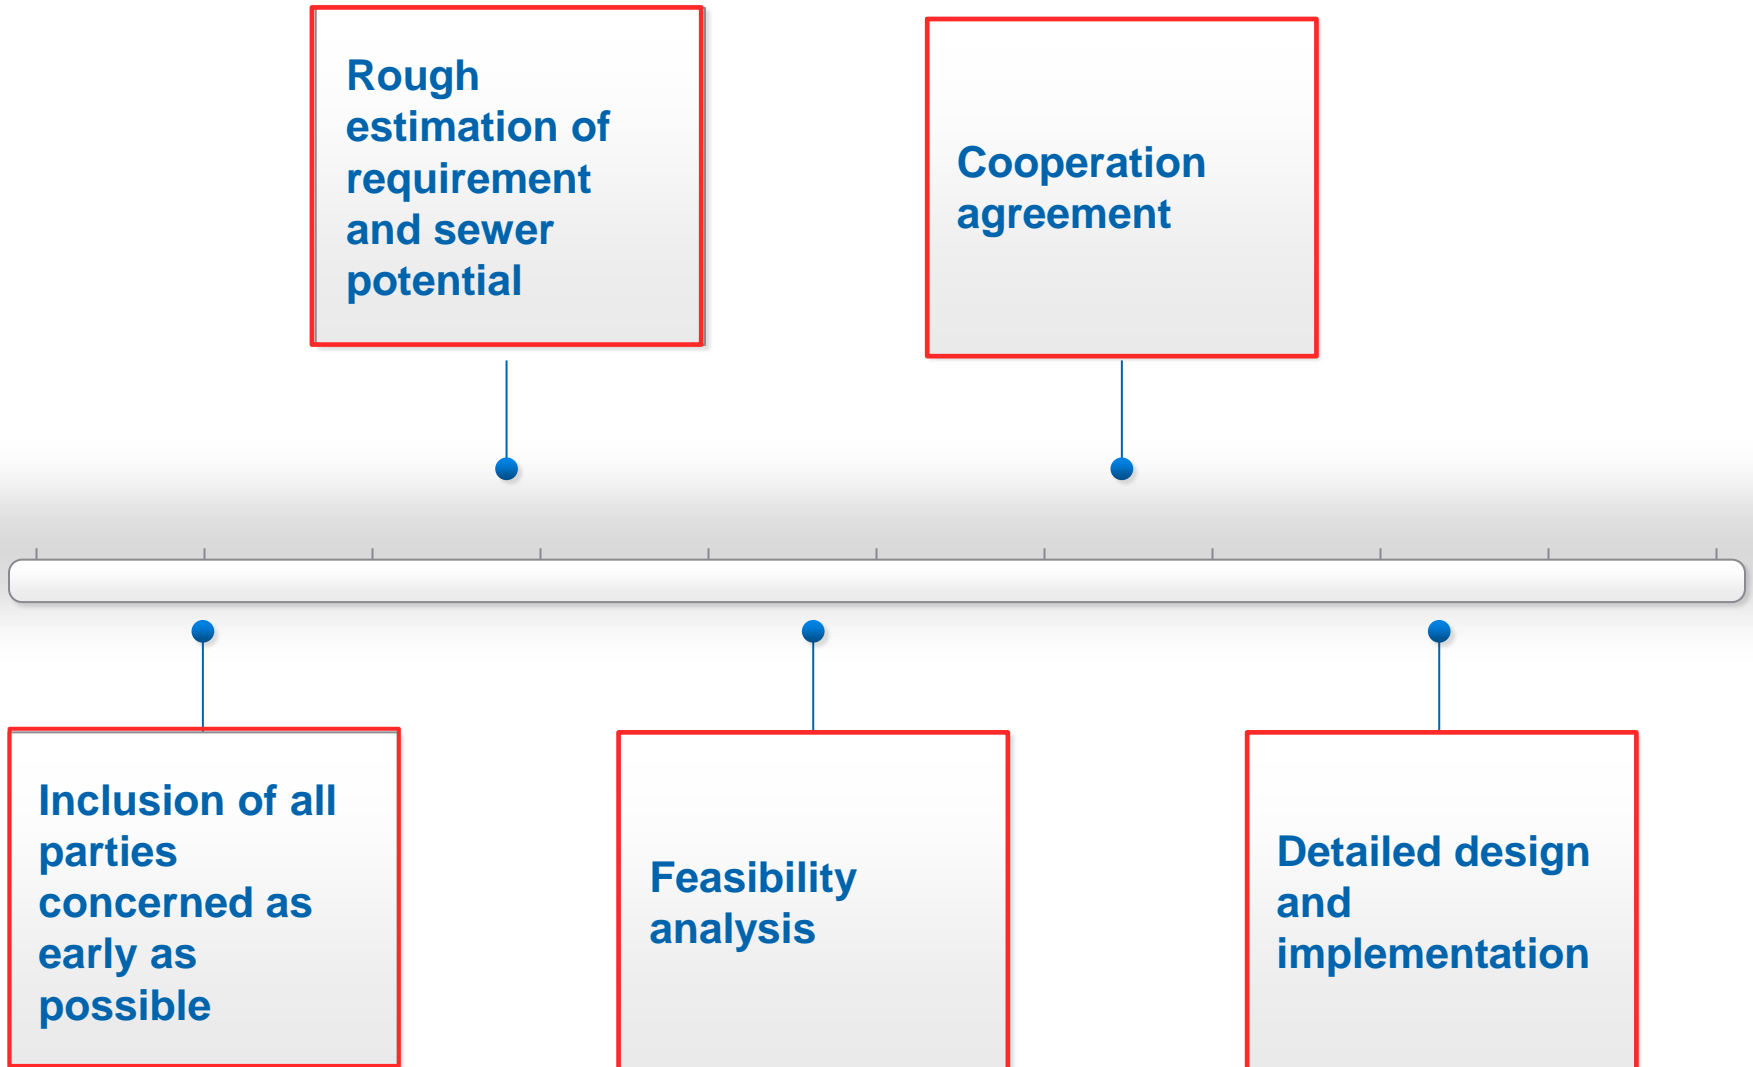 Rough
estimation of
requirement
and sewer
potential
Cooperation
agreement
Inclusion of all
parties
concerned as
early as
possible
Feasibility
analysis
Detailed design
and
implementation